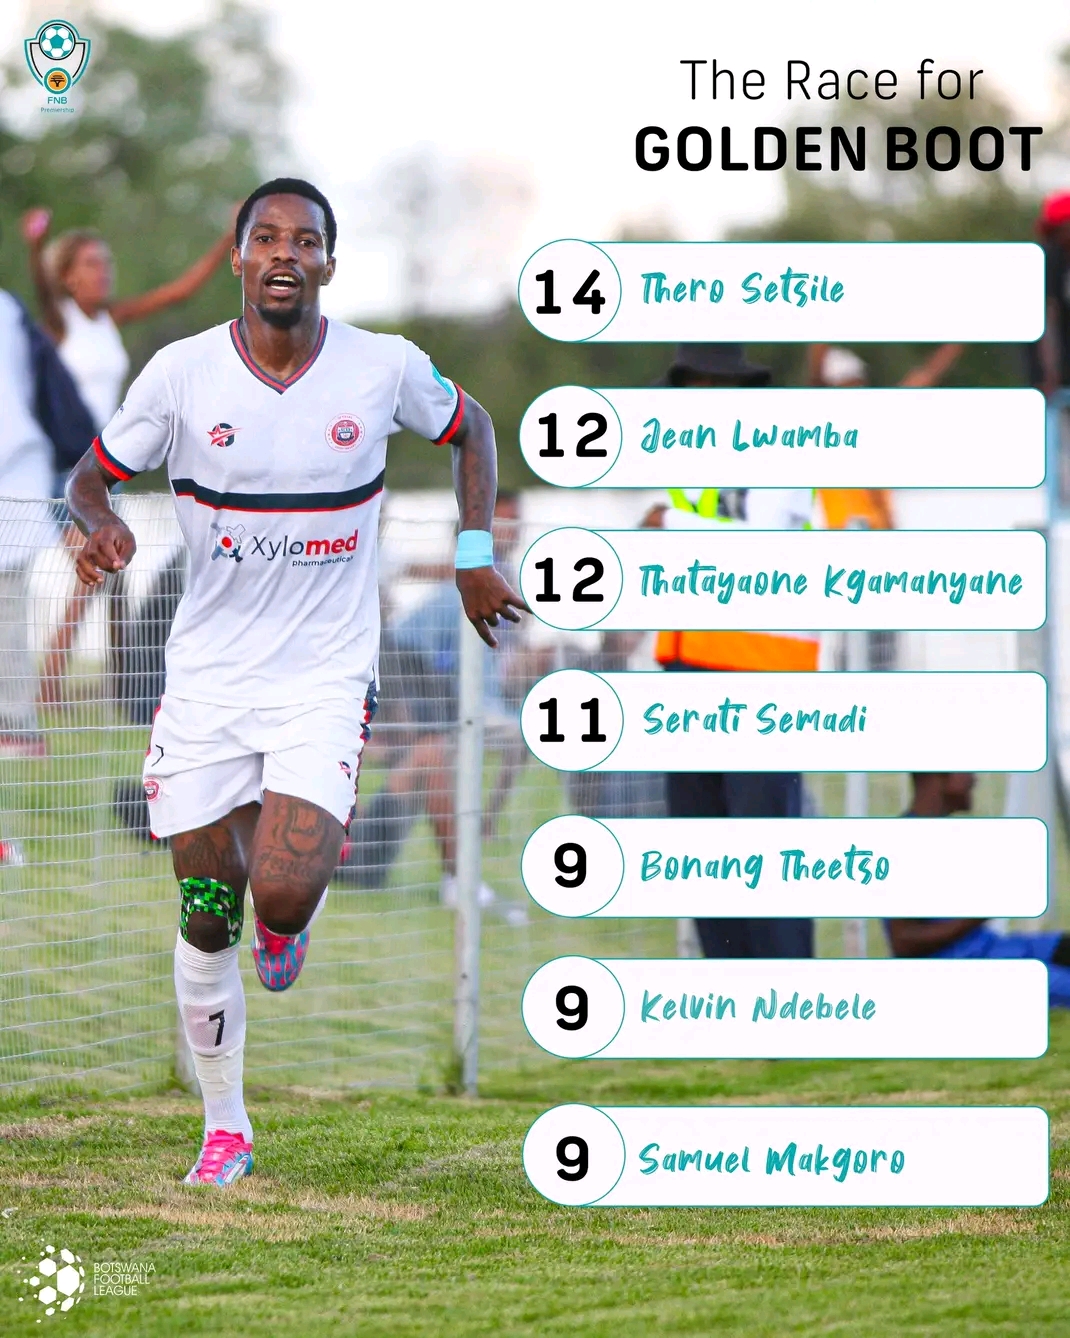 FNB
Premiership
The Race for
GOLDEN BOOT
14 Thero Setsile
12 Jean Lwamba
12 Thatayaone Kgamanyane
11 Serati Semadi
9 Bonang Theetso
9 Kelvin Ndebele
9 Samuel Makgoro
Xylomed
pharmaceuticals
7
7
BOTSWANA
FOOTBALL
LEAGUE